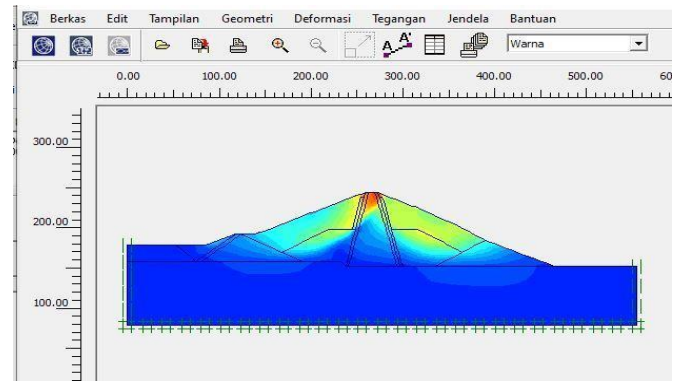 Berkas Edit Tampilan Geometri Deformasi Tegangan Jendela Bantuan
A A' Warna
0.00 100.00 200.00 300.00 400.00 500.00
300.00
200.00
100.00